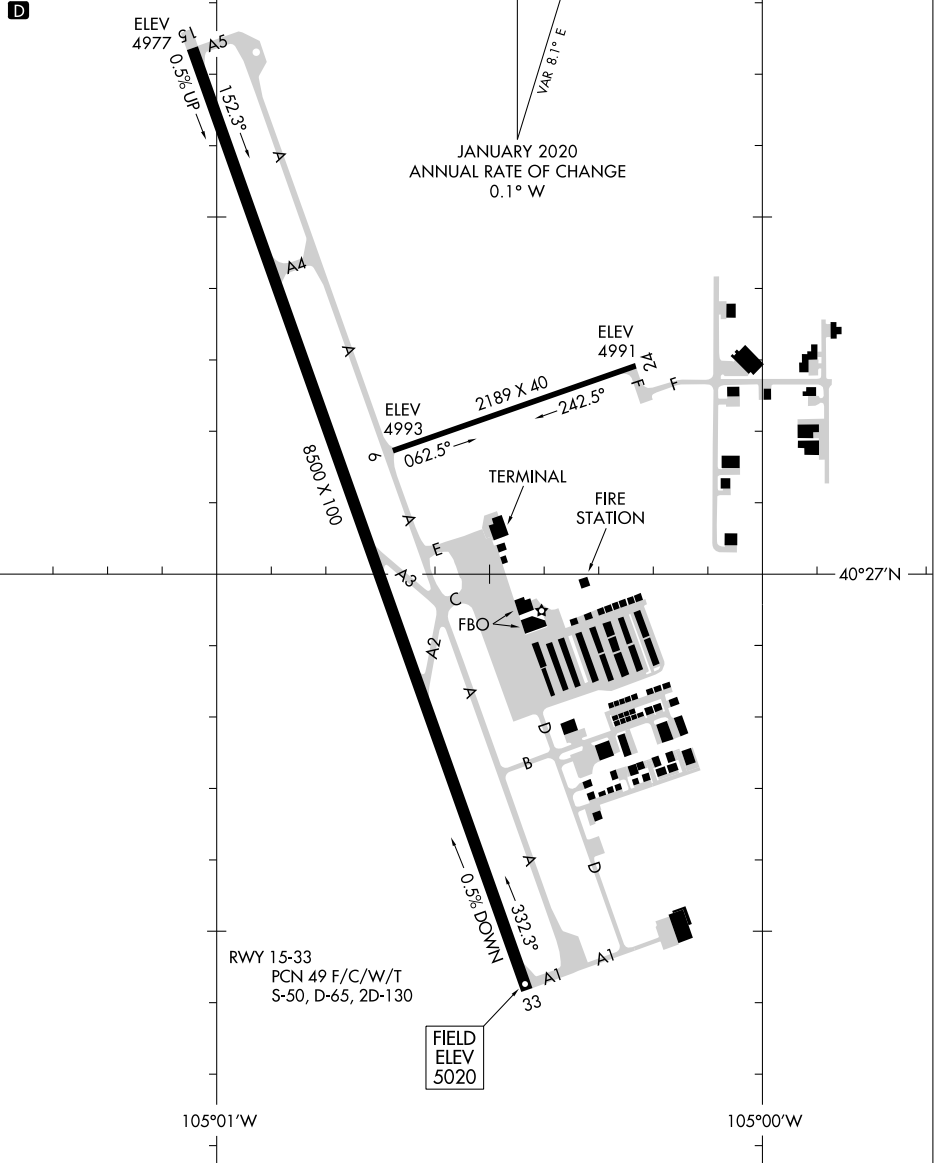 D
ELEV
4977
15
A5
0.5% UP
152.3°
VAR 8.1° E
JANUARY 2020
ANNUAL RATE OF CHANGE
0.1° W
A
A4
A
ELEV
4991
24
F
F
2189 X 40
242.5°
ELEV
4993
062.5°
6
8500 X 100
TERMINAL
FIRE
STATION
A
E
A3
C
40°27'N
FBO
A2
A
D
B
A
D
0.5% DOWN
332.3°
A1
A1
33
RWY 15-33
PCN 49 F/C/W/T
S-50, D-65, 2D-130
FIELD
ELEV
5020
105°01'W
105°00'W